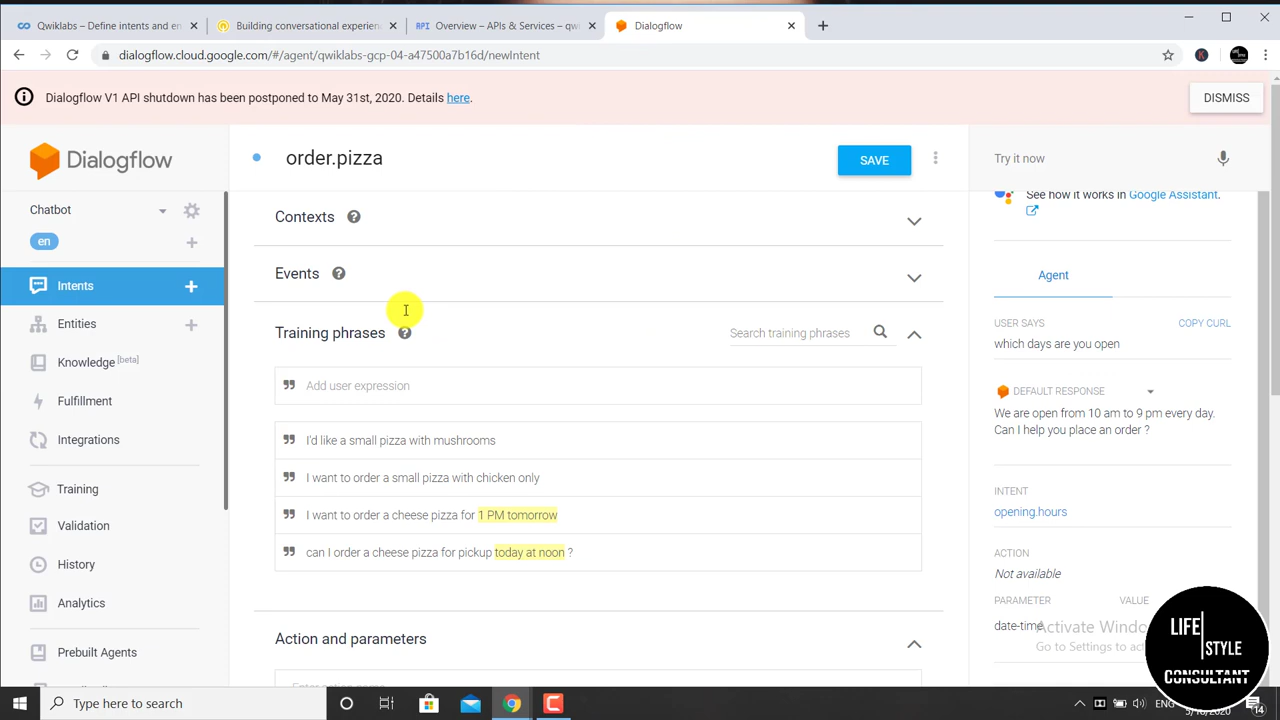 Qwiklabs – Define intents and en
Building conversational experien
RPI Overview – APIs & Services – qw
Dialogflow
dialogflow.cloud.google.com/#/agent/qwiklabs-gcp-04-a47500a7b16d/newIntent
K
Dialogflow V1 API shutdown has been postponed to May 31st, 2020. Details here.
DISMISS
Dialogflow
order.pizza
SAVE
Try it now
See how it works in Google Assistant.
Chatbot
en
Contexts
Events
Intents
Entities
Knowledge [beta]
Fulfillment
Integrations
Training
Validation
History
Analytics
Prebuilt Agents
Training phrases
Search training phrases
Add user expression
I'd like a small pizza with mushrooms
I want to order a small pizza with chicken only
I want to order a cheese pizza for 1 PM tomorrow
can I order a cheese pizza for pickup today at noon ?
Action and parameters
Enter action name
Agent
USER SAYS
COPY CURL
which days are you open
DEFAULT RESPONSE
We are open from 10 am to 9 pm every day.
Can I help you place an order ?
INTENT
opening.hours
ACTION
Not available
PARAMETER
VALUE
date-time
Activate Windo
Go to Settings to act
LIFE
STYLE
CONSULTANT
Type here to search
ENG
14